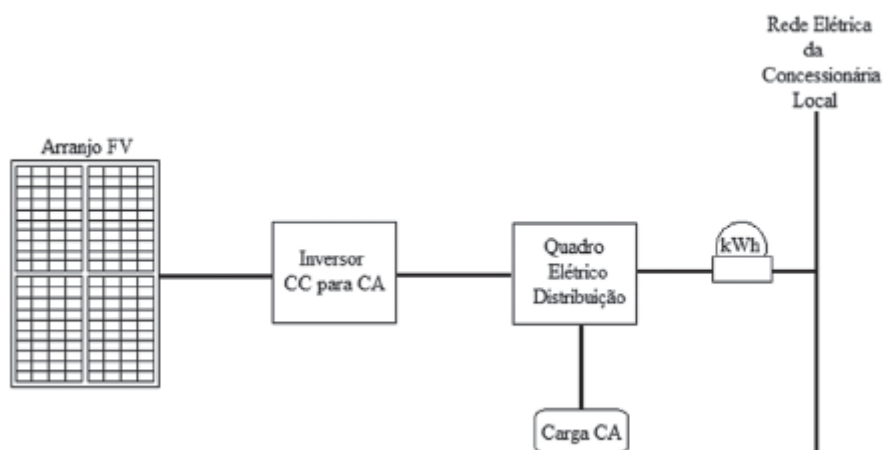 Rede Elétrica
da
Concessionária
Local
Arranjo FV
Inversor
CC para CA
Quadro
Elétrico
Distribuição
kWh
Carga CA